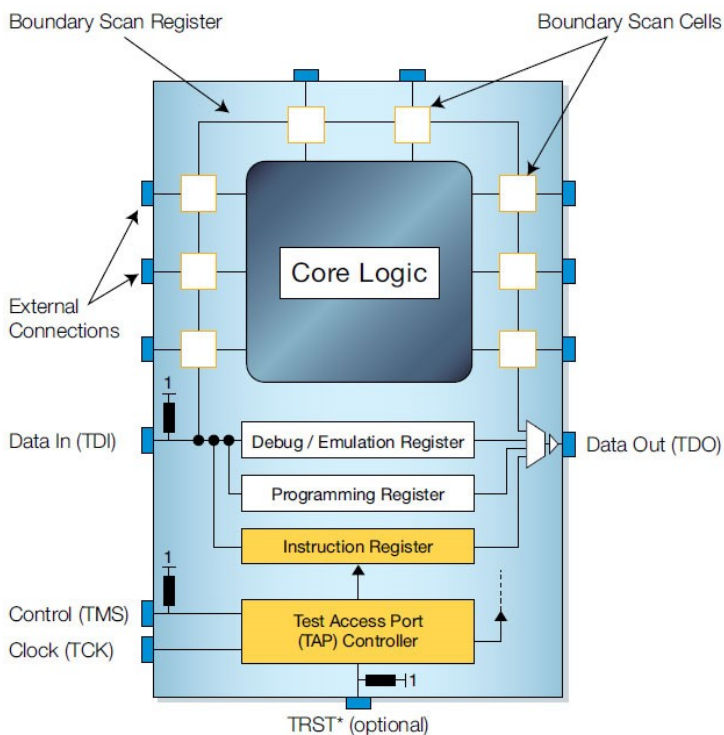 Boundary Scan Register
Boundary Scan Cells
Core Logic
External
Connections
1
Data In (TDI)
Debug / Emulation Register
Data Out (TDO)
Programming Register
Instruction Register
1
Control (TMS)
Test Access Port
(TAP) Controller
Clock (TCK)
1
TRST* (optional)